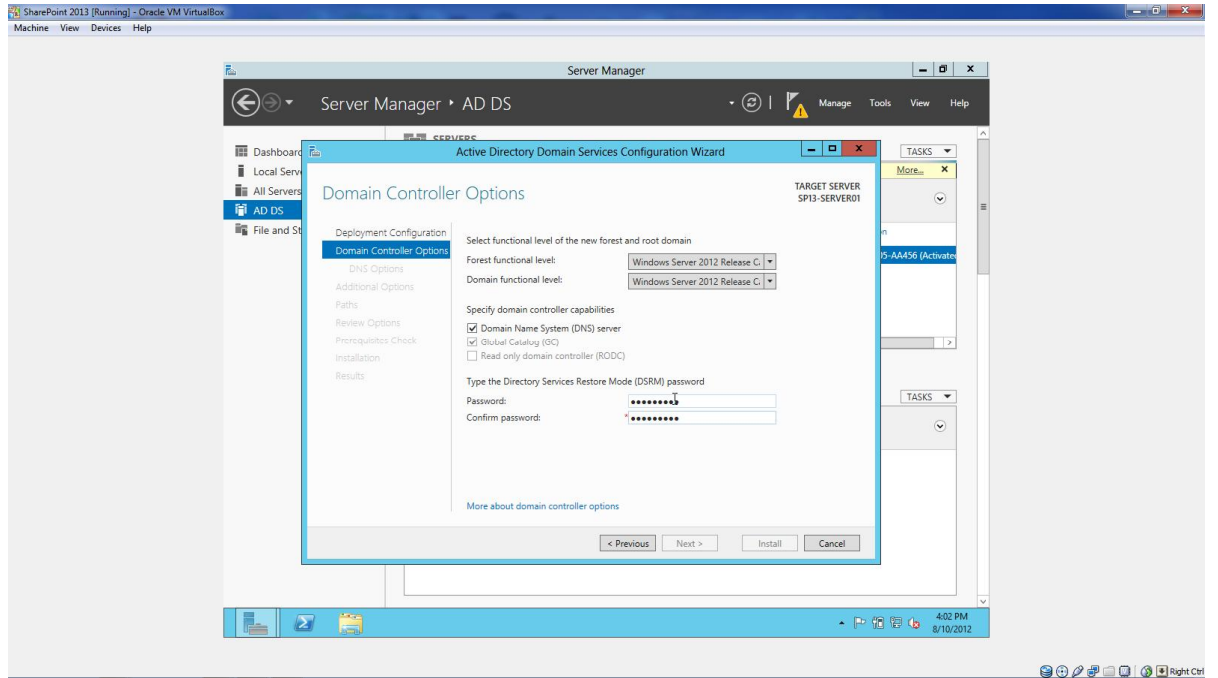 SharePoint 2013 [Running] - Oracle VM VirtualBox
Machine View Devices Help
Server Manager
Server Manager ‣ AD DS
Manage Tools View Help
Dashboard
Local Serv
All Servers
AD DS
File and St
SERVERS
TASKS
More...
05-AA456 (Activated
TASKS
Active Directory Domain Services Configuration Wizard
Domain Controller Options
TARGET SERVER
SP13-SERVER01
Deployment Configuration
Domain Controller Options
DNS Options
Additional Options
Paths
Review Options
Prerequisites Check
Installation
Results
Select functional level of the new forest and root domain
Forest functional level:
Windows Server 2012 Release C
Domain functional level:
Windows Server 2012 Release C
Specify domain controller capabilities
Domain Name System (DNS) server
Global Catalog (GC)
Read only domain controller (RODC)
Type the Directory Services Restore Mode (DSRM) password
Password:
●●●●●●●●●
Confirm password:
* ●●●●●●●●●
More about domain controller options
< Previous Next > Install Cancel
4:02 PM
8/10/2012
Right Ctrl